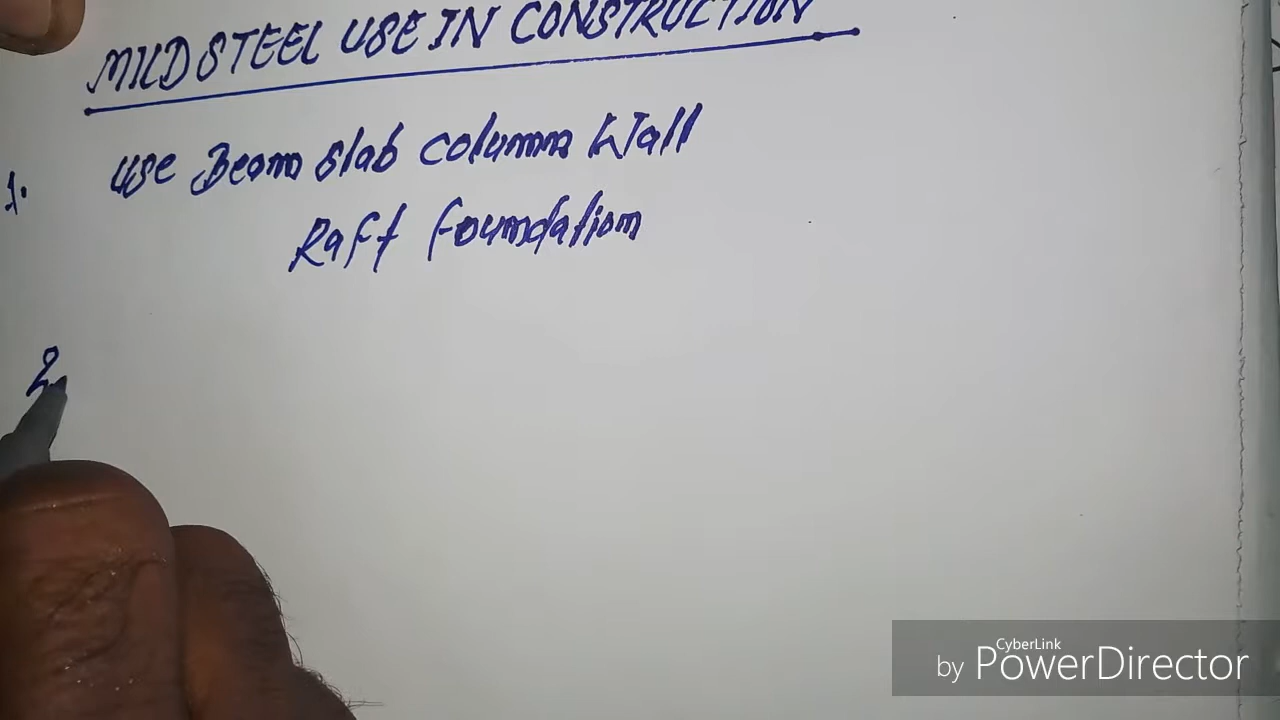 MILD STEEL USE IN CONSTRUCTION
1. Use Beam Slab column Wall
Raft foundation
2
CyberLink
by PowerDirector